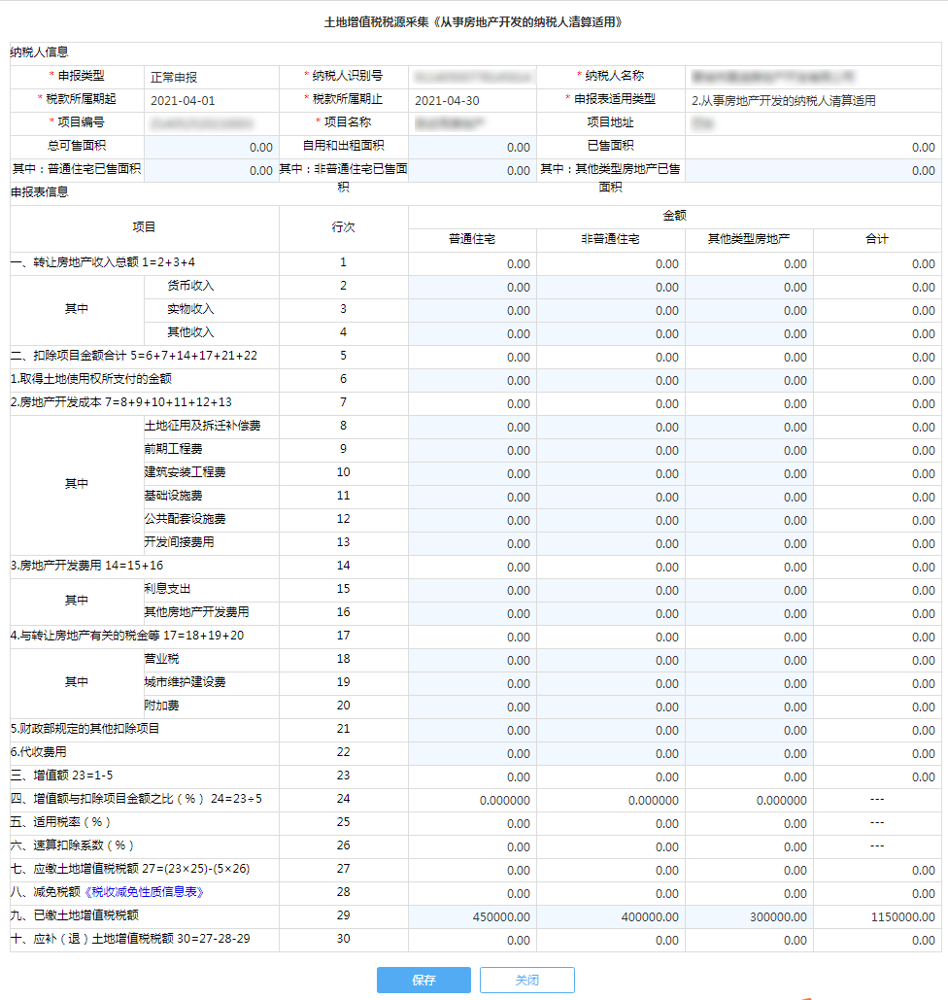 土地增值税税源采集《从事房地产开发的纳税人清算适用》
纳税人信息
* 申报类型 正常申报 * 纳税人识别号 * 纳税人名称
* 税款所属期起 2021-04-01 * 税款所属期止 2021-04-30 * 申报表适用类型 2.从事房地产开发的纳税人清算适用
* 项目编号 * 项目名称 项目地址
总可售面积 0.00 自用和出租面积 0.00 已售面积 0.00
其中：普通住宅已售面积 0.00 其中：非普通住宅已售面积 0.00 其中：其他类型房地产已售面积 0.00
申报表信息
项目 行次 金额
普通住宅 非普通住宅 其他类型房地产 合计
一、转让房地产收入总额 1=2+3+4 1 0.00 0.00 0.00 0.00
其中
货币收入 2 0.00 0.00 0.00 0.00
实物收入 3 0.00 0.00 0.00 0.00
其他收入 4 0.00 0.00 0.00 0.00
二、扣除项目金额合计 5=6+7+14+17+21+22 5 0.00 0.00 0.00 0.00
1.取得土地使用权所支付的金额 6 0.00 0.00 0.00 0.00
2.房地产开发成本 7=8+9+10+11+12+13 7 0.00 0.00 0.00 0.00
其中
土地征用及拆迁补偿费 8 0.00 0.00 0.00 0.00
前期工程费 9 0.00 0.00 0.00 0.00
建筑安装工程费 10 0.00 0.00 0.00 0.00
基础设施费 11 0.00 0.00 0.00 0.00
公共配套设施费 12 0.00 0.00 0.00 0.00
开发间接费用 13 0.00 0.00 0.00 0.00
3.房地产开发费用 14=15+16 14 0.00 0.00 0.00 0.00
其中
利息支出 15 0.00 0.00 0.00 0.00
其他房地产开发费用 16 0.00 0.00 0.00 0.00
4.与转让房地产有关的税金等 17=18+19+20 17 0.00 0.00 0.00 0.00
其中
营业税 18 0.00 0.00 0.00 0.00
城市维护建设费 19 0.00 0.00 0.00 0.00
附加费 20 0.00 0.00 0.00 0.00
5.财政部规定的其他扣除项目 21 0.00 0.00 0.00 0.00
6.代收费用 22 0.00 0.00 0.00 0.00
三、增值额 23=1-5 23 0.00 0.00 0.00 0.00
四、增值额与扣除项目金额之比（%） 24=23÷5 24 0.000000 0.000000 0.000000 ---
五、适用税率（%） 25 0.00 0.00 0.00 ---
六、速算扣除系数（%） 26 0.00 0.00 0.00 ---
七、应缴土地增值税税额 27=(23×25)-(5×26) 27 0.00 0.00 0.00 0.00
八、减免税额《税收减免性质信息表》 28 0.00 0.00 0.00 0.00
九、已缴土地增值税税额 29 450000.00 400000.00 300000.00 1150000.00
十、应补（退）土地增值税税额 30=27-28-29 30 0.00 0.00 0.00 0.00
保存 关闭